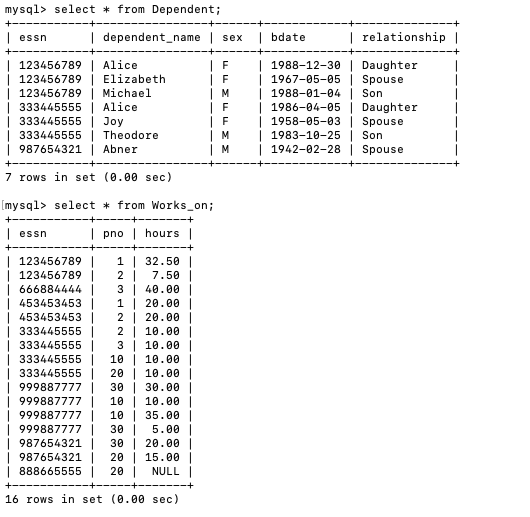 mysql> select * from Dependent;
+-----------+----------------+-----+------------+--------------+
| essn      | dependent_name | sex | bdate      | relationship |
+-----------+----------------+-----+------------+--------------+
| 123456789 | Alice          | F   | 1988-12-30 | Daughter     |
| 123456789 | Elizabeth      | F   | 1967-05-05 | Spouse       |
| 123456789 | Michael        | M   | 1988-01-04 | Son          |
| 333445555 | Alice          | F   | 1986-04-05 | Daughter     |
| 333445555 | Joy            | F   | 1958-05-03 | Spouse       |
| 333445555 | Theodore       | M   | 1983-10-25 | Son          |
| 987654321 | Abner          | M   | 1942-02-28 | Spouse       |
+-----------+----------------+-----+------------+--------------+
7 rows in set (0.00 sec)

[mysql> select * from Works_on;
+-----------+-----+-------+
| essn      | pno | hours |
+-----------+-----+-------+
| 123456789 |   1 | 32.50 |
| 123456789 |   2 |  7.50 |
| 666884444 |   3 | 40.00 |
| 453453453 |   1 | 20.00 |
| 453453453 |   2 | 20.00 |
| 333445555 |   2 | 10.00 |
| 333445555 |   3 | 10.00 |
| 333445555 |  10 | 10.00 |
| 333445555 |  20 | 10.00 |
| 999887777 |  30 | 30.00 |
| 999887777 |  10 | 10.00 |
| 999887777 |  10 | 35.00 |
| 999887777 |  30 |  5.00 |
| 987654321 |  30 | 20.00 |
| 987654321 |  20 | 15.00 |
| 888665555 |  20 |  NULL |
+-----------+-----+-------+
16 rows in set (0.00 sec)